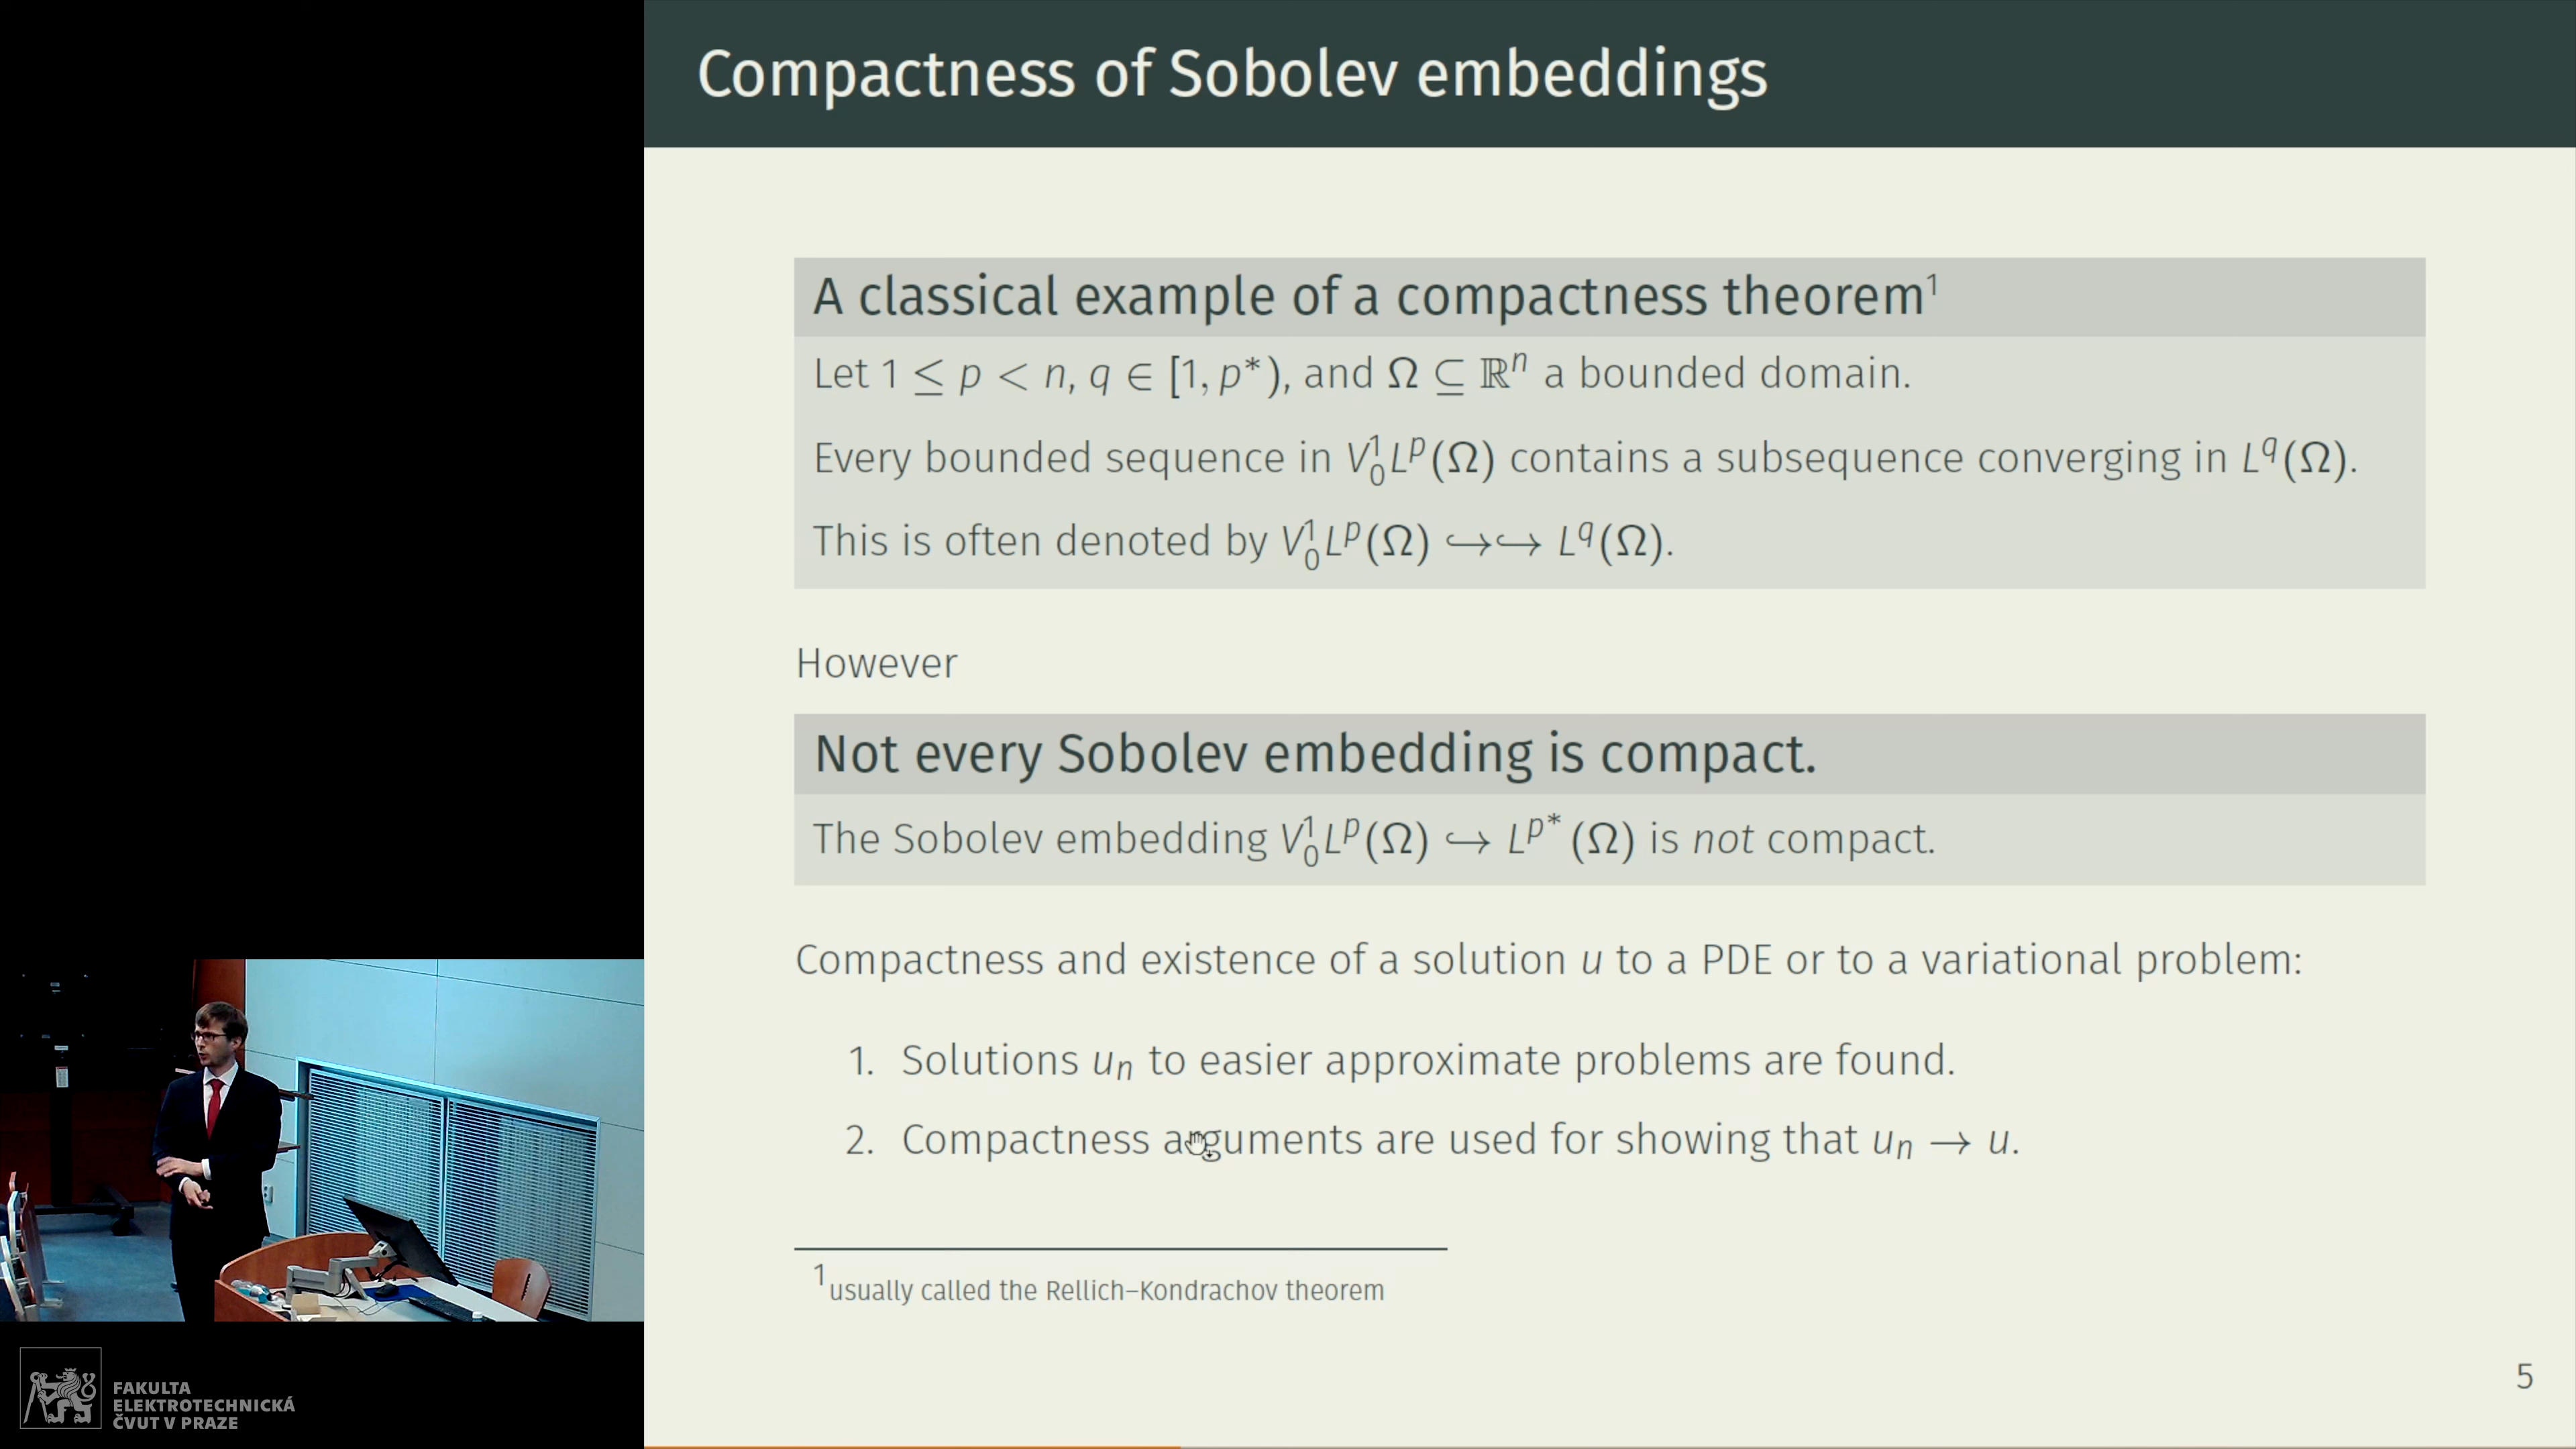 Compactness of Sobolev embeddings
A classical example of a compactness theorem¹
Let 1 ≤ p < n, q ∈ [1, p*), and Ω ⊆ ℝⁿ a bounded domain.
Every bounded sequence in V₀¹Lᵖ(Ω) contains a subsequence converging in L^q(Ω).
This is often denoted by V₀¹Lᵖ(Ω) ↪↪ L^q(Ω).
However
Not every Sobolev embedding is compact.
The Sobolev embedding V₀¹Lᵖ(Ω) ↪ L^{p*}(Ω) is not compact.
Compactness and existence of a solution u to a PDE or to a variational problem:
1. Solutions uₙ to easier approximate problems are found.
2. Compactness arguments are used for showing that uₙ → u.
¹usually called the Rellich–Kondrachov theorem
5
FAKULTA
ELEKTROTECHNICKÁ
ČVUT V PRAZE